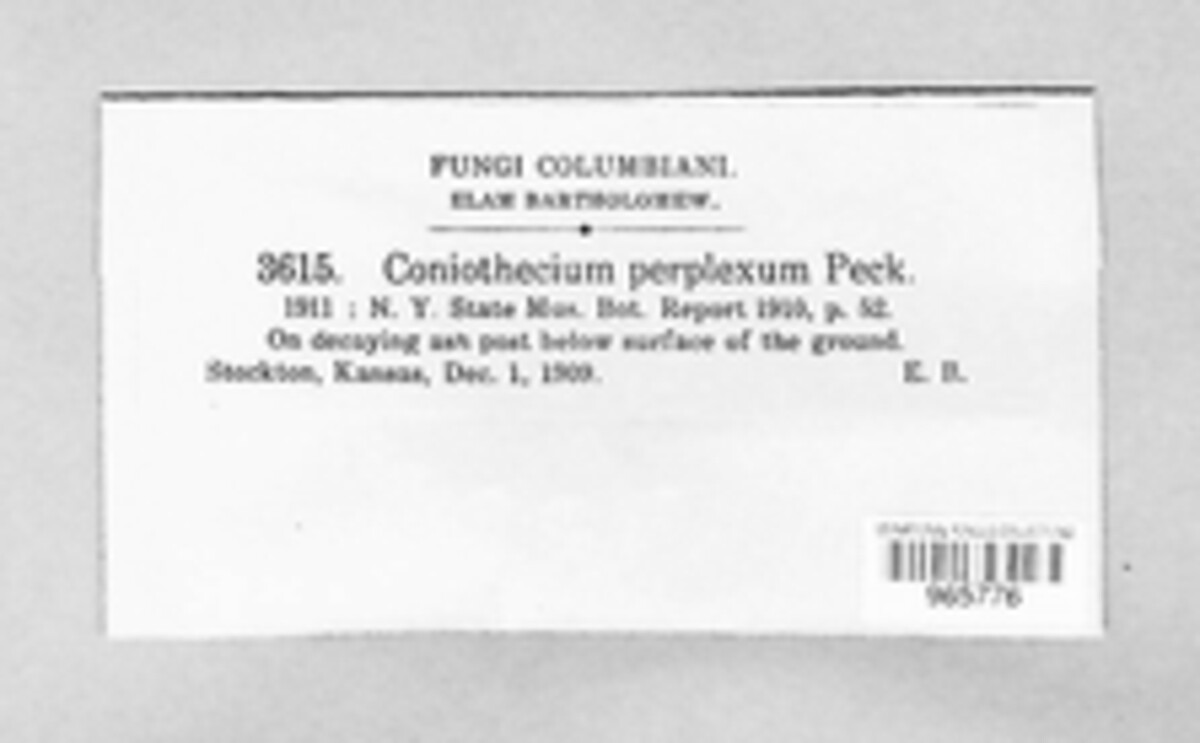 FUNGI COLUMBIANI.
ELAM BARTHOLOMEW.
3615. Coniothecium perplexum Peck.
1911 : N. Y. State Mus. Bot. Report 1910, p. 52.
On decaying ash post below surface of the ground.
Stockton, Kansas, Dec. 1, 1909. E. B.
965776